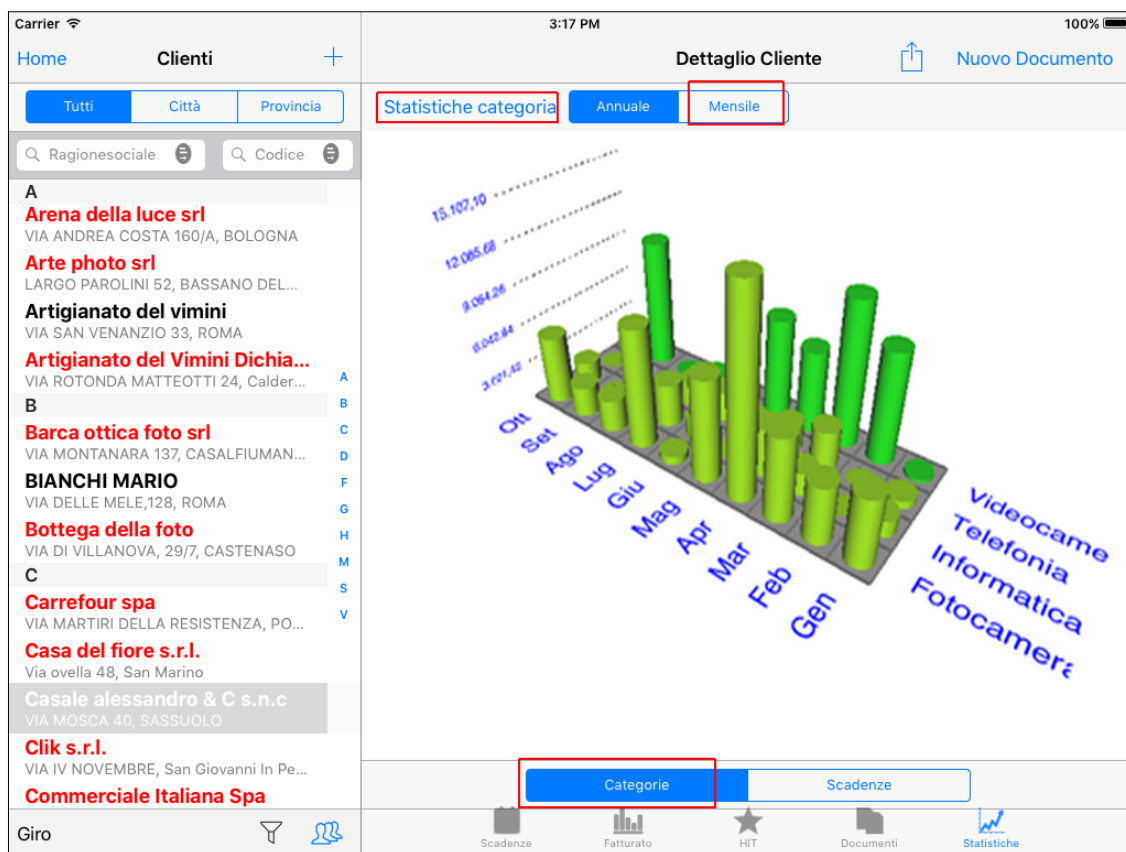 Carrier 3:17 PM 100%
Home Clienti + Dettaglio Cliente Nuovo Documento
Tutti Città Provincia
Statistiche categoria Annuale Mensile
Ragionesociale Codice
A
Arena della luce srl
VIA ANDREA COSTA 160/A, BOLOGNA
Arte photo srl
LARGO PAROLINI 52, BASSANO DEL...
Artigianato del vimini
VIA SAN VENANZIO 33, ROMA
Artigianato del Vimini Dichia...
VIA ROTONDA MATTEOTTI 24, Calder...
B
Barca ottica foto srl
VIA MONTANARA 137, CASALFIUMAN...
BIANCHI MARIO
VIA DELLE MELE,128, ROMA
Bottega della foto
VIA DI VILLANOVA, 29/7, CASTENASO
C
Carrefour spa
VIA MARTIRI DELLA RESISTENZA, PO...
Casa del fiore s.r.l.
Via ovella 48, San Marino
Casale alessandro & C s.n.c
VIA MOSCA 40, SASSUOLO
Clik s.r.l.
VIA IV NOVEMBRE, San Giovanni In Pe...
Commerciale Italiana Spa
A
B
C
D
F
G
H
M
S
V
Giro
15.107,10
12.085,68
9.064,26
6.042,84
3.021,42
Ott
Set
Ago
Lug
Giu
Mag
Apr
Mar
Feb
Gen
Videocame
Telefonia
Informatica
Fotocamera
Categorie Scadenze
Scadenze Fatturato HIT Documenti Statistiche